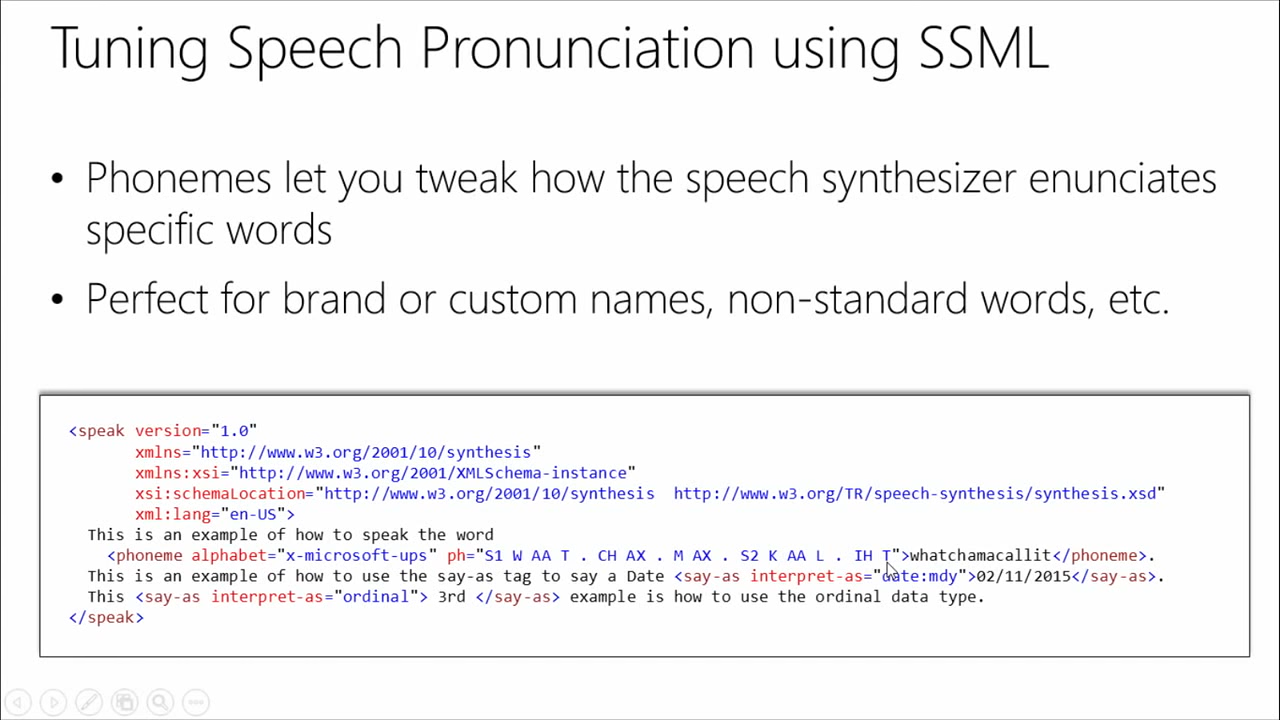 Tuning Speech Pronunciation using SSML
• Phonemes let you tweak how the speech synthesizer enunciates
specific words
• Perfect for brand or custom names, non-standard words, etc.
<speak version="1.0"
xmlns="http://www.w3.org/2001/10/synthesis"
xmlns:xsi="http://www.w3.org/2001/XMLSchema-instance"
xsi:schemaLocation="http://www.w3.org/2001/10/synthesis  http://www.w3.org/TR/speech-synthesis/synthesis.xsd"
xml:lang="en-US">
This is an example of how to speak the word
<phoneme alphabet="x-microsoft-ups" ph="S1 W AA T . CH AX . M AX . S2 K AA L . IH T">whatchamacallit</phoneme>.
This is an example of how to use the say-as tag to say a Date <say-as interpret-as="date:mdy">02/11/2015</say-as>.
This <say-as interpret-as="ordinal"> 3rd </say-as> example is how to use the ordinal data type.
</speak>